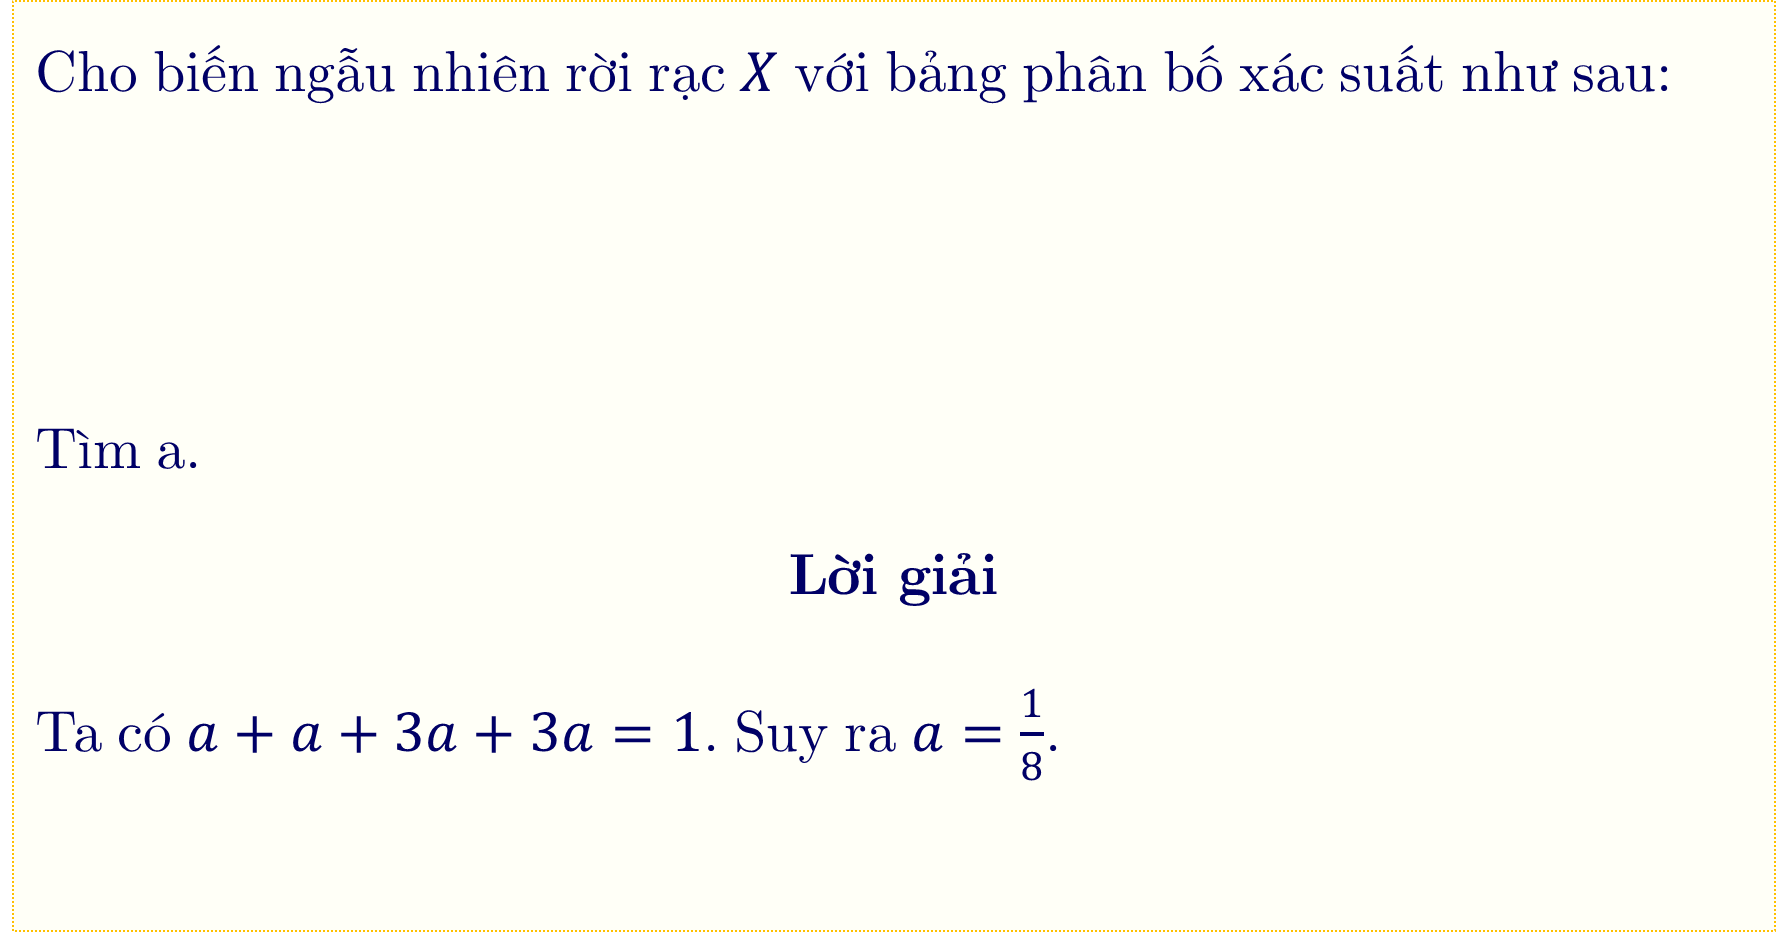 Cho biến ngẫu nhiên rời rạc X với bảng phân bố xác suất như sau:
Tìm a.
Lời giải
Ta có a + a + 3a + 3a = 1. Suy ra a = 1/8.